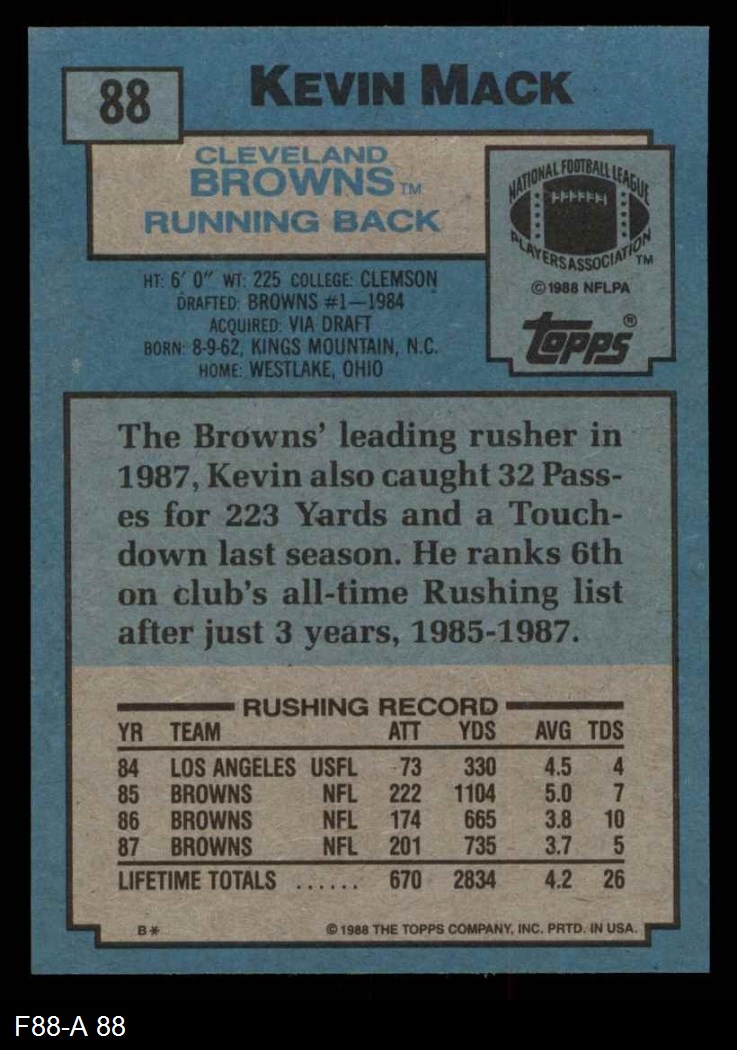 88
KEVIN MACK
CLEVELAND
BROWNS™
RUNNING BACK
NATIONAL FOOTBALL LEAGUE
PLAYERS ASSOCIATION™
©1988 NFLPA
TOPPS®
HT: 6' 0" WT: 225 COLLEGE: CLEMSON
DRAFTED: BROWNS #1—1984
ACQUIRED: VIA DRAFT
BORN: 8-9-62, KINGS MOUNTAIN, N.C.
HOME: WESTLAKE, OHIO
The Browns' leading rusher in
1987, Kevin also caught 32 Pass-
es for 223 Yards and a Touch-
down last season. He ranks 6th
on club's all-time Rushing list
after just 3 years, 1985-1987.
RUSHING RECORD
YR TEAM ATT YDS AVG TDS
84 LOS ANGELES USFL 73 330 4.5 4
85 BROWNS NFL 222 1104 5.0 7
86 BROWNS NFL 174 665 3.8 10
87 BROWNS NFL 201 735 3.7 5
LIFETIME TOTALS ...... 670 2834 4.2 26
B*
©1988 THE TOPPS COMPANY, INC. PRTD. IN USA.
F88-A 88